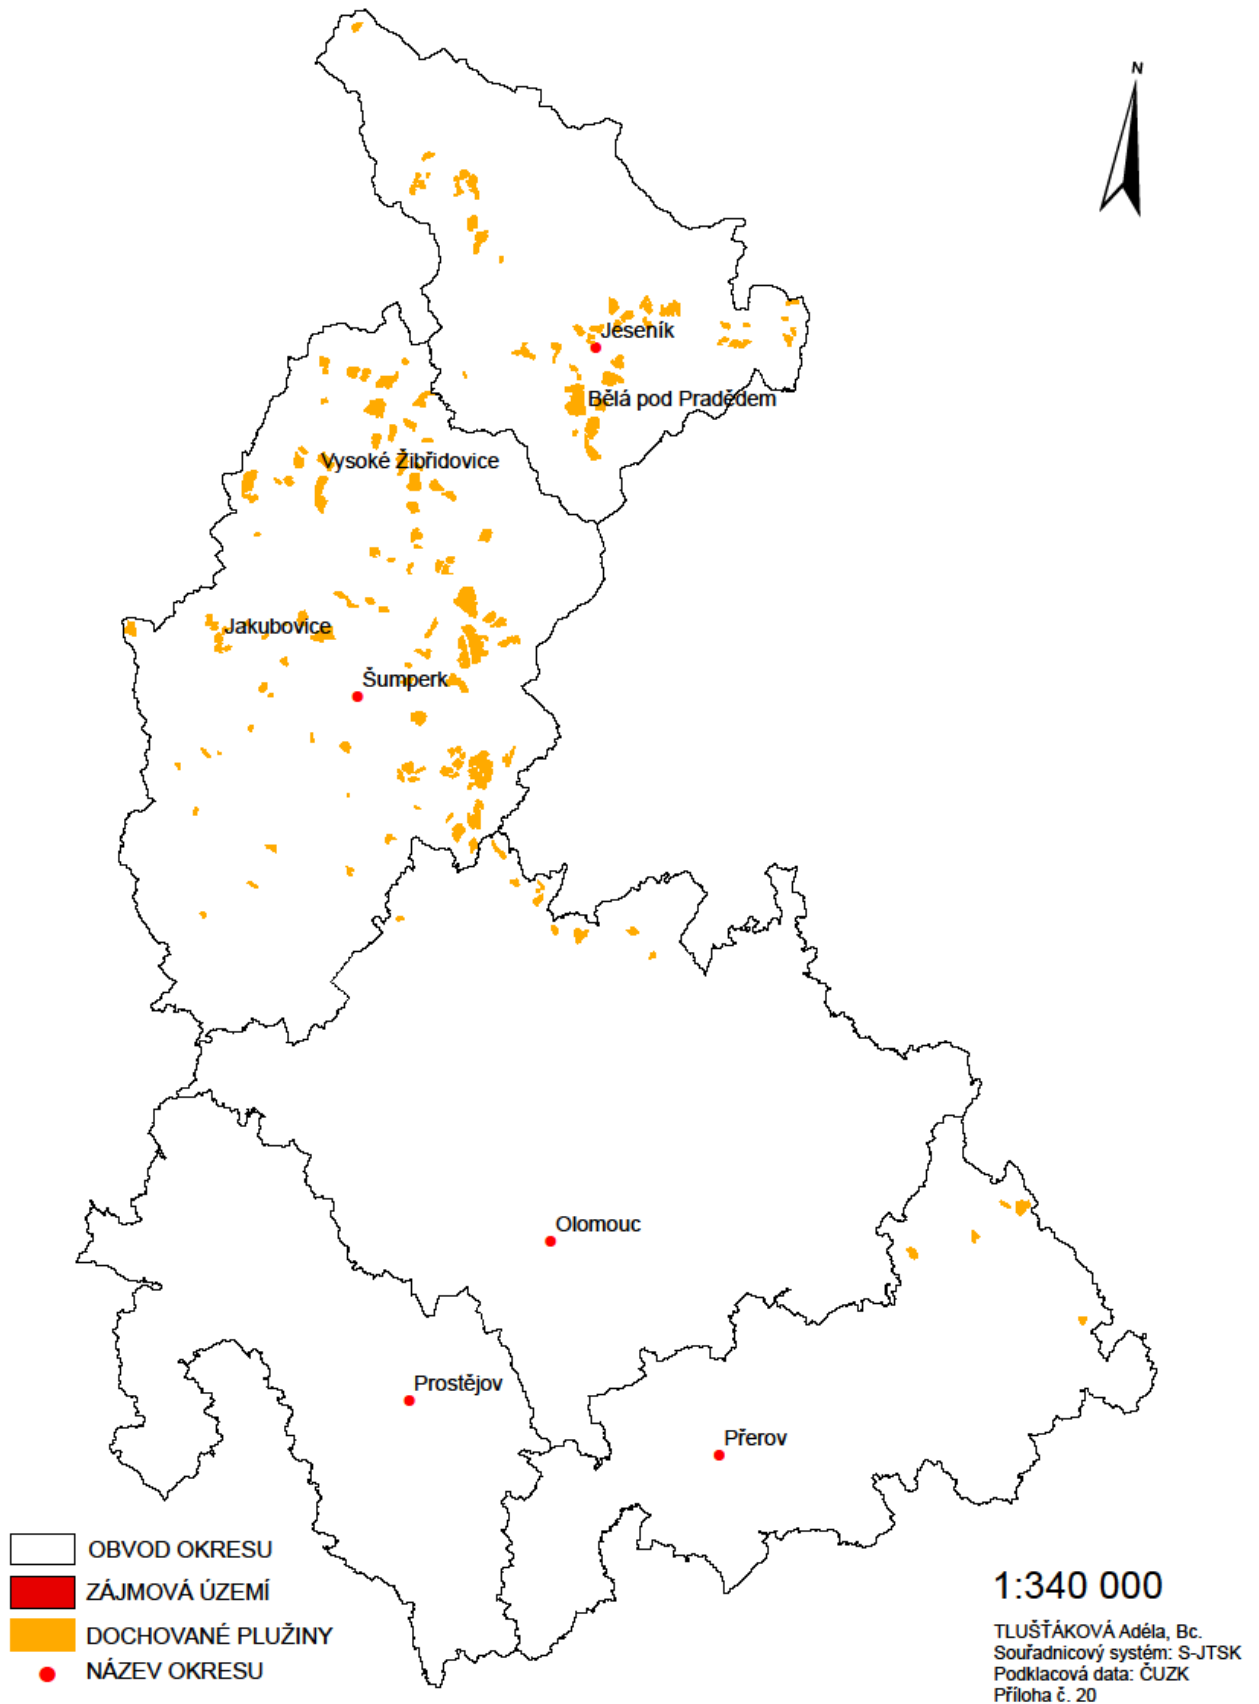 N
Jeseník
Bělá pod Pradědem
Vysoké Žibřidovice
Jakubovice
Šumperk
Olomouc
Prostějov
Přerov
OBVOD OKRESU
ZÁJMOVÁ ÚZEMÍ
DOCHOVANÉ PLUŽINY
NÁZEV OKRESU
1:340 000
TLUŠŤÁKOVÁ Adéla, Bc.
Souřadnicový systém: S-JTSK
Podklacová data: ČUZK
Příloha č. 20